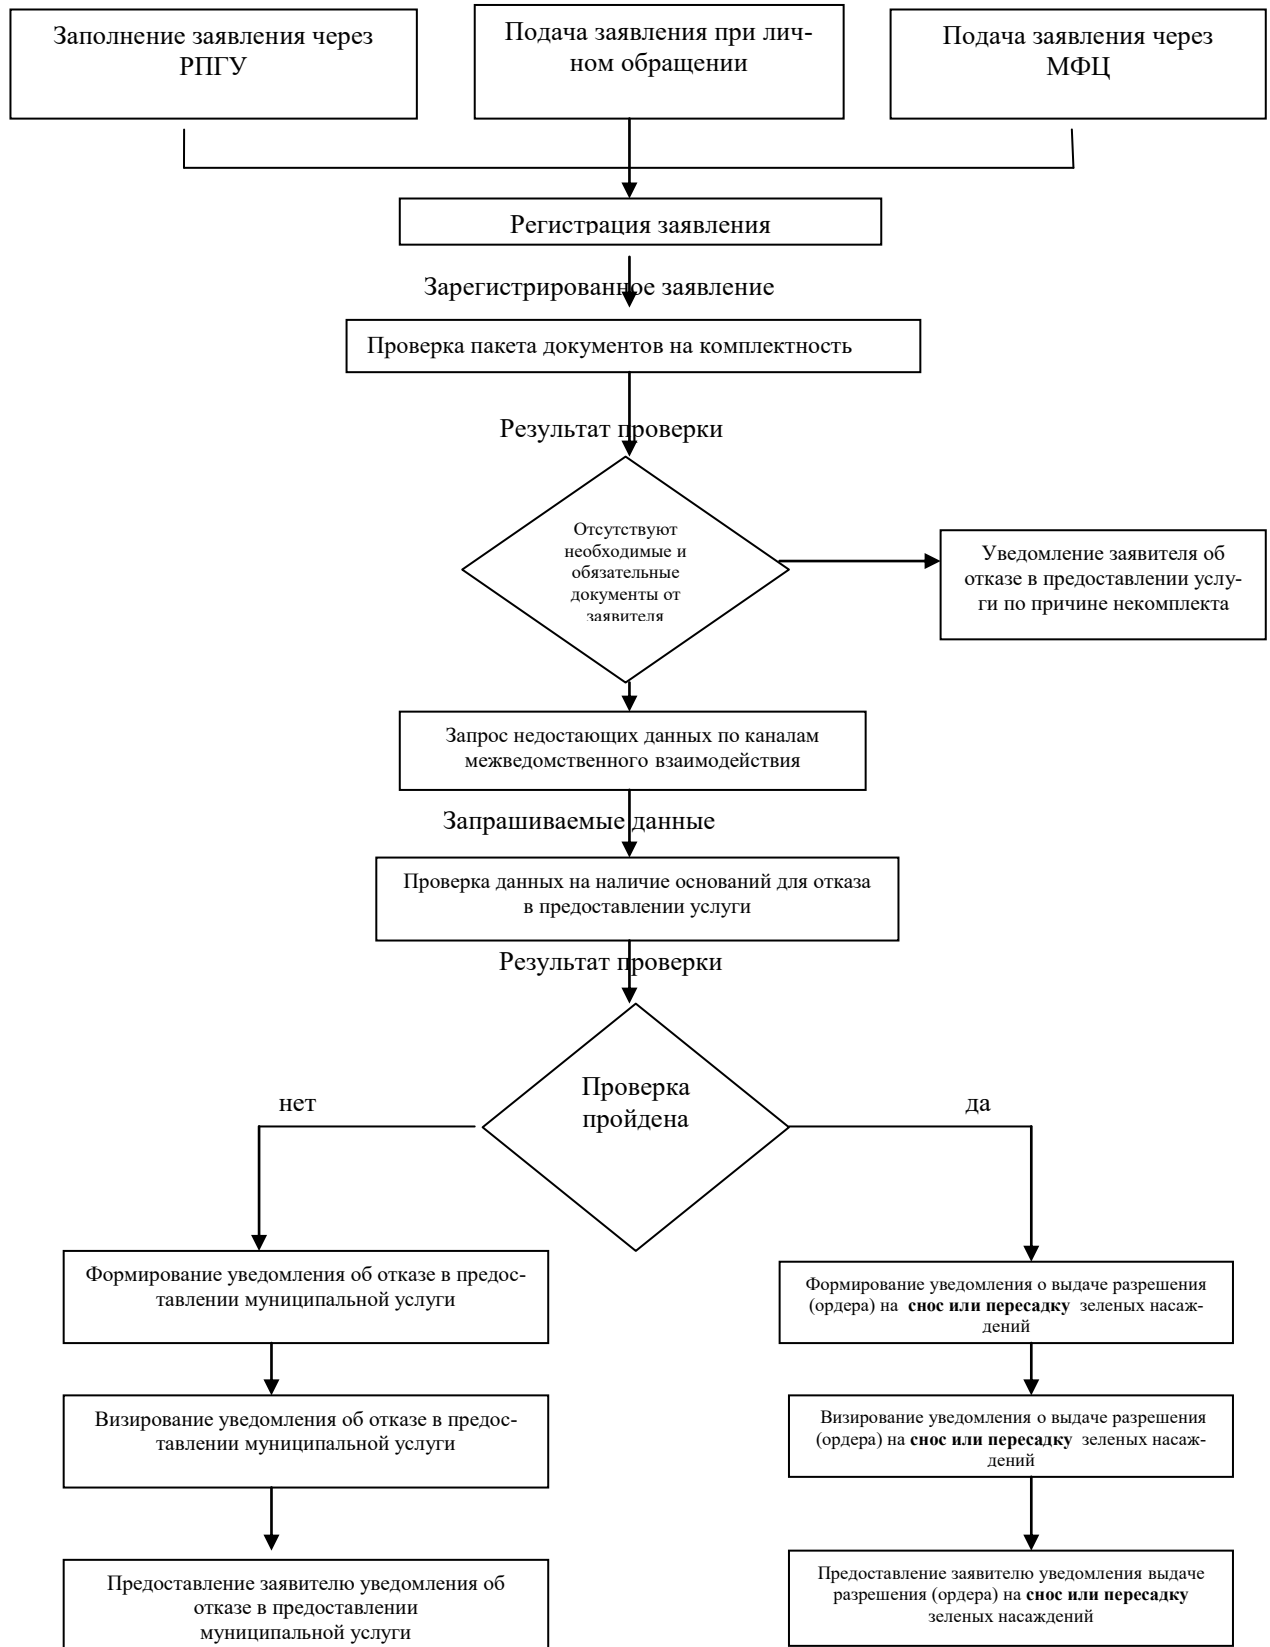 Заполнение заявления через
РПГУ
Подача заявления при лич-
ном обращении
Подача заявления через
МФЦ
Регистрация заявления
Зарегистрированное заявление
Проверка пакета документов на комплектность
Результат проверки
Отсутствуют
необходимые и
обязательные
документы от
заявителя
Уведомление заявителя об
отказе в предоставлении услу-
ги по причине некомплекта
Запрос недостающих данных по каналам
межведомственного взаимодействия
Запрашиваемые данные
Проверка данных на наличие оснований для отказа
в предоставлении услуги
Результат проверки
Проверка
пройдена
нет
да
Формирование уведомления об отказе в предос-
тавлении муниципальной услуги
Формирование уведомления о выдаче разрешения
(ордера) на снос или пересадку зеленых насаж-
дений
Визирование уведомления об отказе в предос-
тавлении муниципальной услуги
Визирование уведомления о выдаче разрешения
(ордера) на снос или пересадку зеленых насаж-
дений
Предоставление заявителю уведомления об
отказе в предоставлении
муниципальной услуги
Предоставление заявителю уведомления выдаче
разрешения (ордера) на снос или пересадку
зеленых насаждений